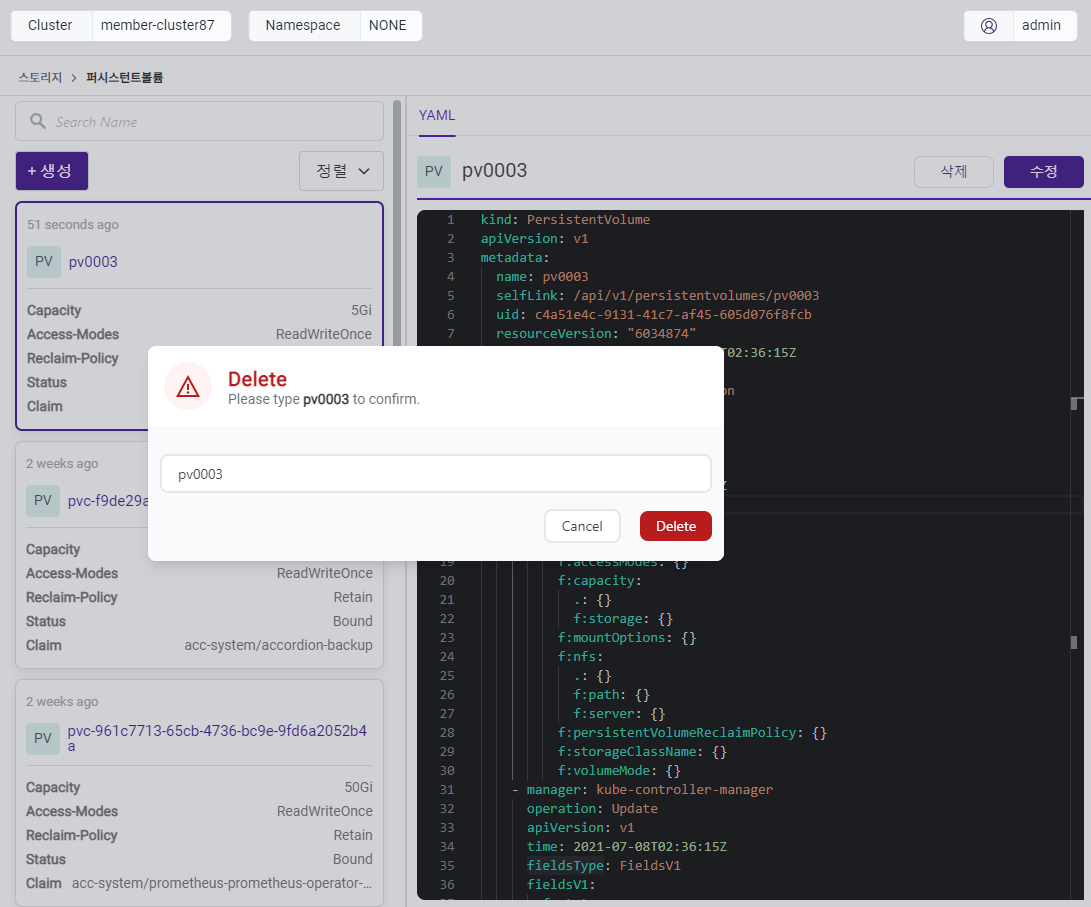 Cluster member-cluster87 Namespace NONE admin
스토리지 > 퍼시스턴트볼륨
Search Name
+ 생성 정렬
51 seconds ago
PV pv0003
Capacity 5Gi
Access-Modes ReadWriteOnce
Reclaim-Policy
Status
Claim
2 weeks ago
PV pvc-f9de29a
Capacity
Access-Modes ReadWriteOnce
Reclaim-Policy Retain
Status Bound
Claim acc-system/accordion-backup
2 weeks ago
PV pvc-961c7713-65cb-4736-bc9e-9fd6a2052b4
a
Capacity 50Gi
Access-Modes ReadWriteOnce
Reclaim-Policy Retain
Status Bound
Claim acc-system/prometheus-prometheus-operator-...
YAML
PV pv0003 삭제 수정
1 kind: PersistentVolume
2 apiVersion: v1
3 metadata:
4 name: pv0003
5 selfLink: /api/v1/persistentvolumes/pv0003
6 uid: c4a51e4c-9131-41c7-af45-605d076f8fcb
7 resourceVersion: "6034874"
T02:36:15Z
on
Z
Delete
Please type pv0003 to confirm.
pv0003
Cancel Delete
19 f:accessModes: {}
20 f:capacity:
21 .: {}
22 f:storage: {}
23 f:mountOptions: {}
24 f:nfs:
25 .: {}
26 f:path: {}
27 f:server: {}
28 f:persistentVolumeReclaimPolicy: {}
29 f:storageClassName: {}
30 f:volumeMode: {}
31 - manager: kube-controller-manager
32 operation: Update
33 apiVersion: v1
34 time: 2021-07-08T02:36:15Z
35 fieldsType: FieldsV1
36 fieldsV1: